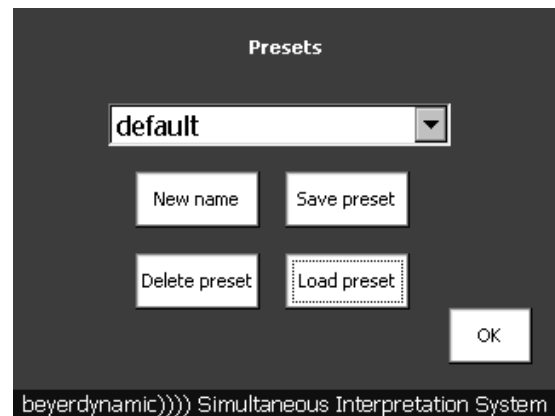 Presets
default
New name
Save preset
Delete preset
Load preset
OK
beyerdynamic)))) Simultaneous Interpretation System